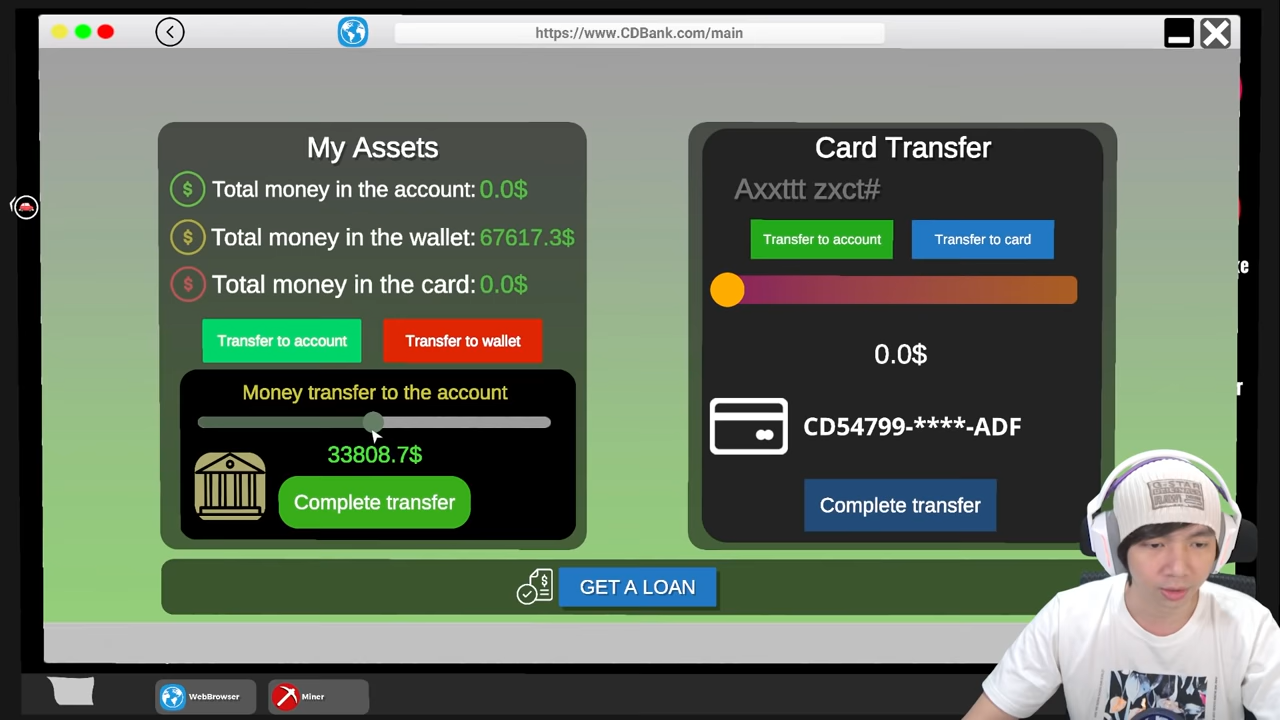 https://www.CDBank.com/main
My Assets
Total money in the account: 0.0$
Total money in the wallet: 67617.3$
Total money in the card: 0.0$
Transfer to account
Transfer to wallet
Money transfer to the account
33808.7$
Complete transfer
Card Transfer
Axxttt zxct#
Transfer to account
Transfer to card
0.0$
CD54799-****-ADF
Complete transfer
GET A LOAN
WebBrowser
Miner